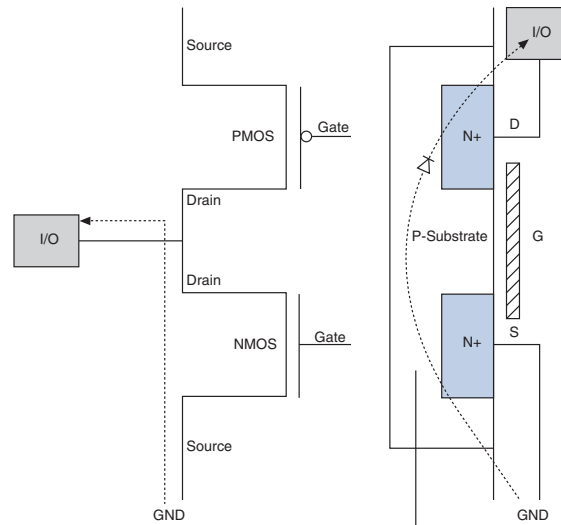 Source
PMOS
Gate
Drain
I/O
Drain
NMOS
Gate
Source
GND
I/O
N+
D
P-Substrate
G
N+
S
GND